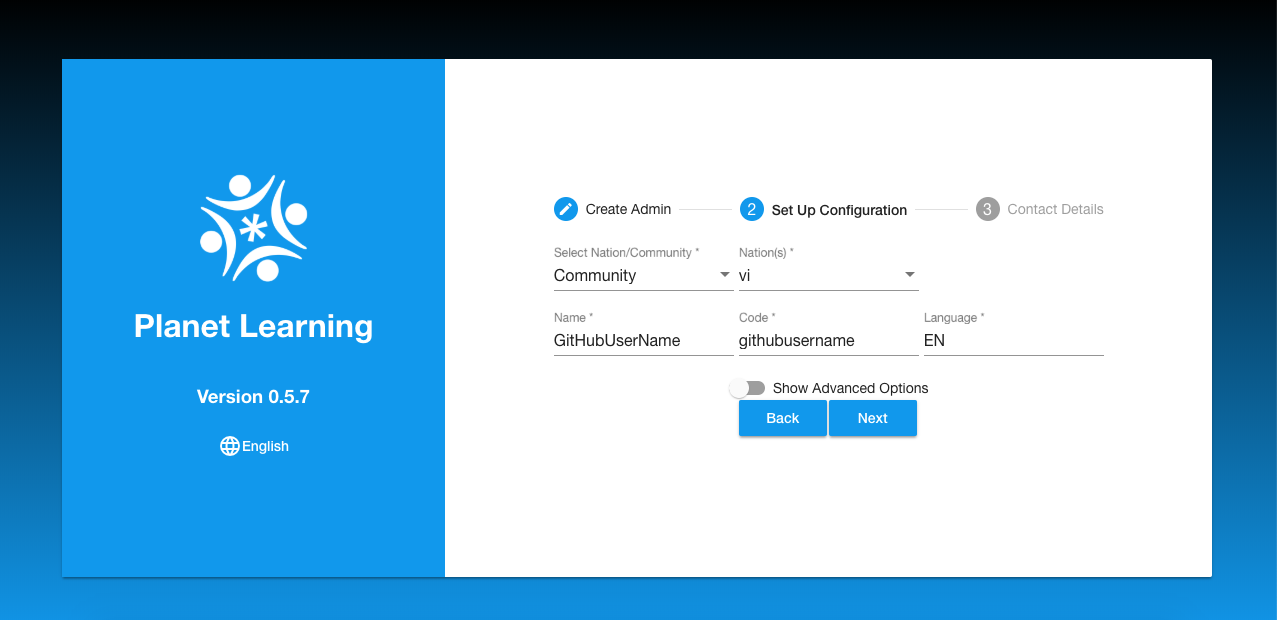 Planet Learning
Version 0.5.7
English
Create Admin 2 Set Up Configuration 3 Contact Details
Select Nation/Community * Nation(s) *
Community vi
Name * Code * Language *
GitHubUserName githubusername EN
Show Advanced Options
Back Next